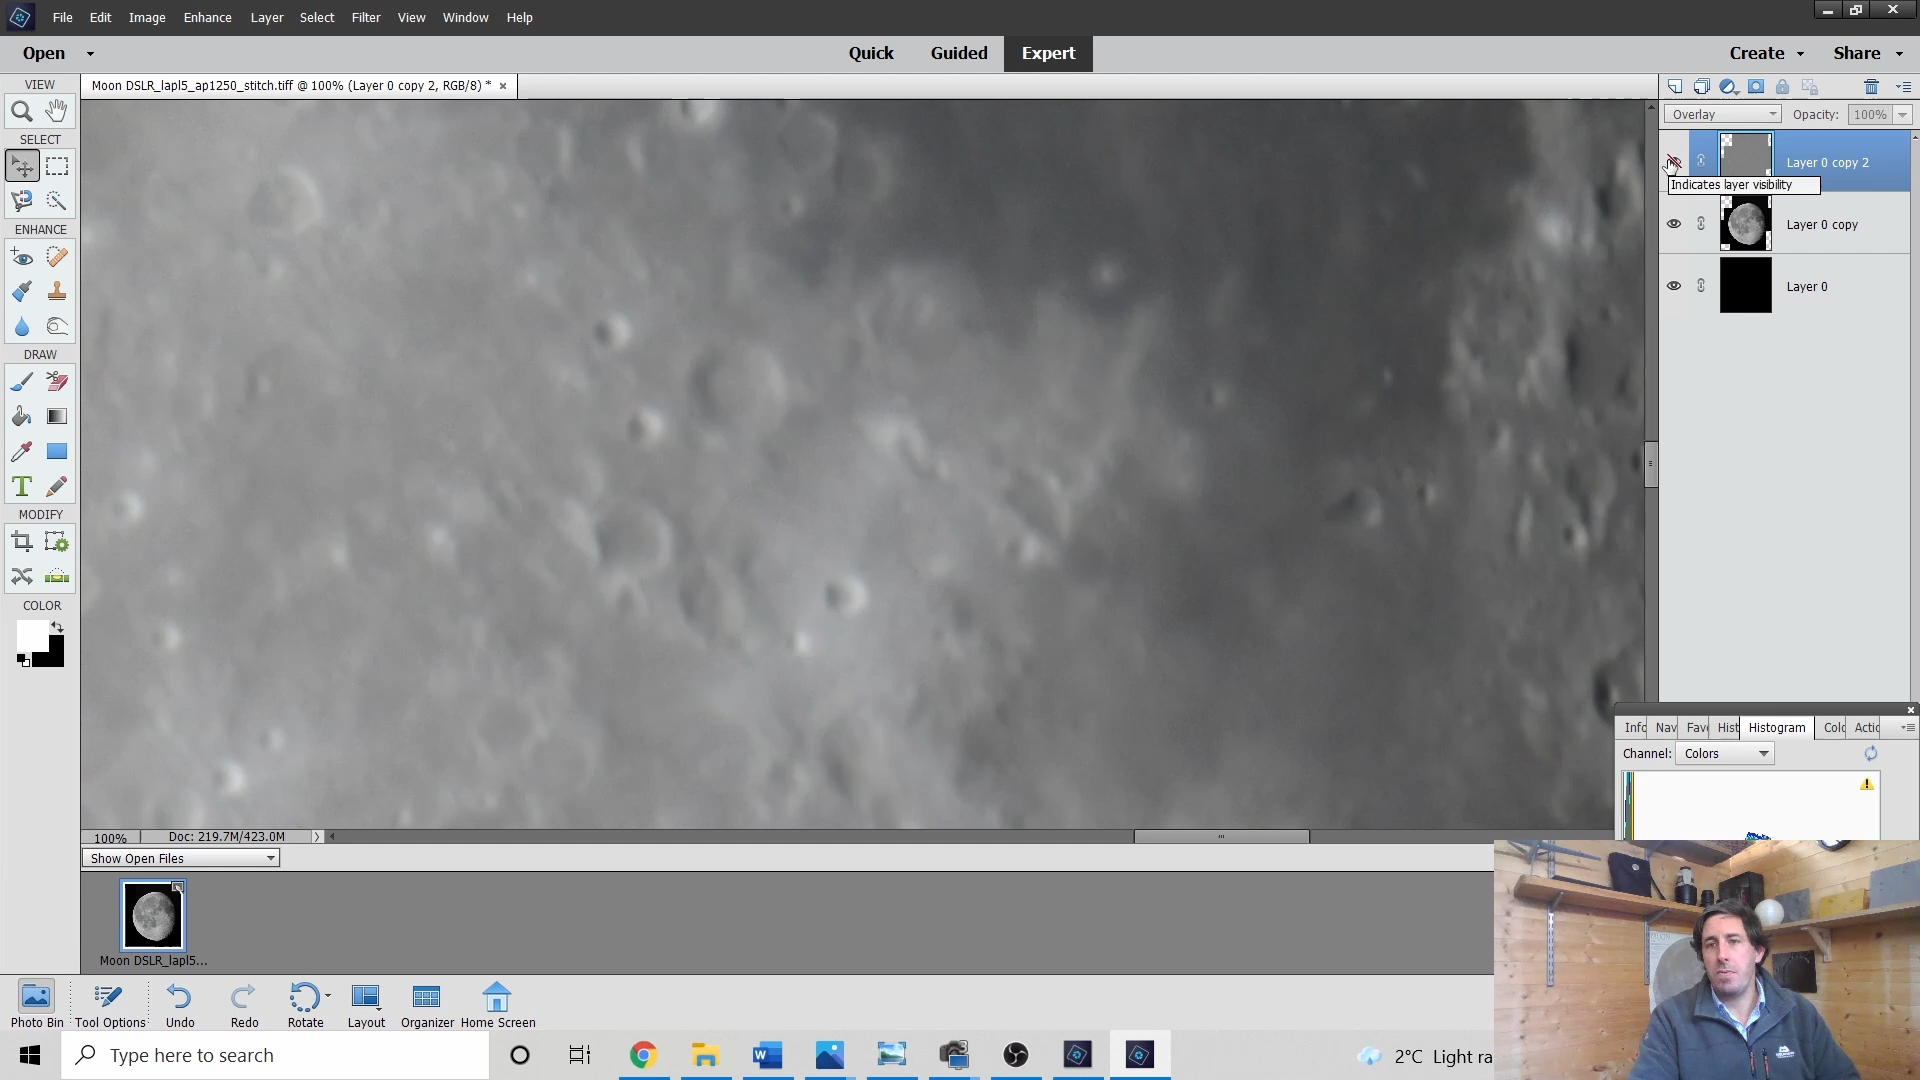 File Edit Image Enhance Layer Select Filter View Window Help
Open Quick Guided Expert Create Share
VIEW
Moon DSLR_lapl5_ap1250_stitch.tiff @ 100% (Layer 0 copy 2, RGB/8) * ×
Overlay Opacity: 100%
SELECT
Layer 0 copy 2
Indicates layer visibility
Layer 0 copy
ENHANCE
Layer 0
DRAW
T
MODIFY
COLOR
Info Nav Fav Hist Histogram Colo Actio
Channel: Colors
100% Doc: 219.7M/423.0M
Show Open Files
Moon DSLR_lapl5...
Photo Bin Tool Options Undo Redo Rotate Layout Organizer Home Screen
Type here to search
2°C Light ra